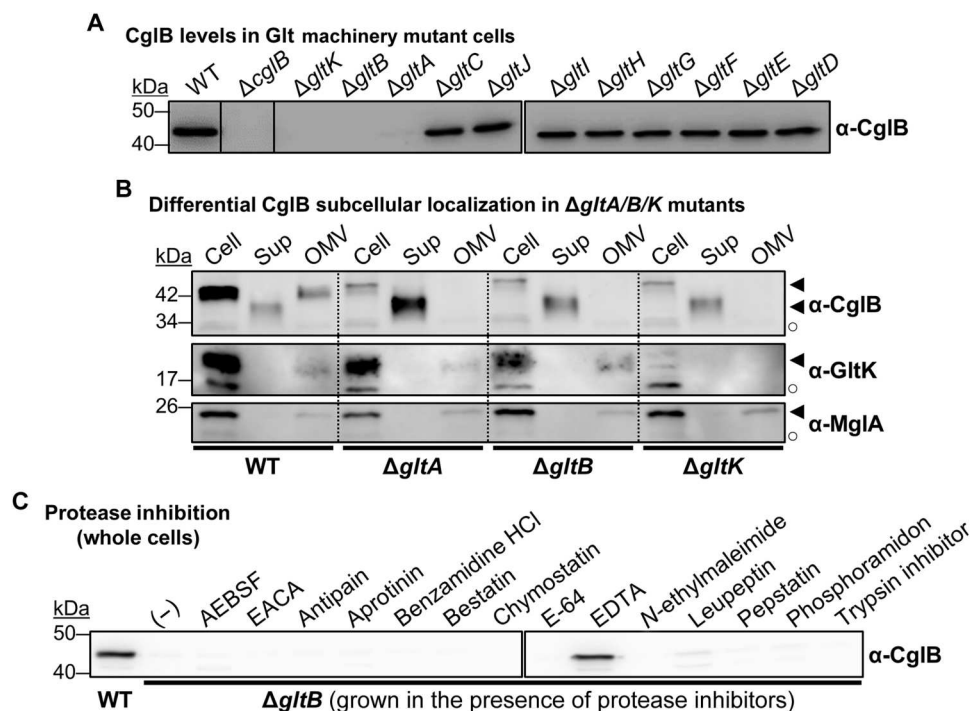 A CglB levels in Glt machinery mutant cells
kDa WT ΔcglB ΔgltK ΔgltB ΔgltA ΔgltC ΔgltJ ΔgltI ΔgltH ΔgltG ΔgltF ΔgltE ΔgltD
50
40
α-CglB
B Differential CglB subcellular localization in ΔgltA/B/K mutants
kDa Cell Sup OMV Cell Sup OMV Cell Sup OMV Cell Sup OMV
42
34
α-CglB
17
α-GltK
26
α-MglA
WT ΔgltA ΔgltB ΔgltK
C Protease inhibition
(whole cells)
kDa (−) AEBSF EACA Antipain Aprotinin Benzamidine HCl Bestatin Chymostatin E-64 EDTA N-ethylmaleimide Leupeptin Pepstatin Phosphoramidon Trypsin inhibitor
50
40
α-CglB
WT ΔgltB (grown in the presence of protease inhibitors)